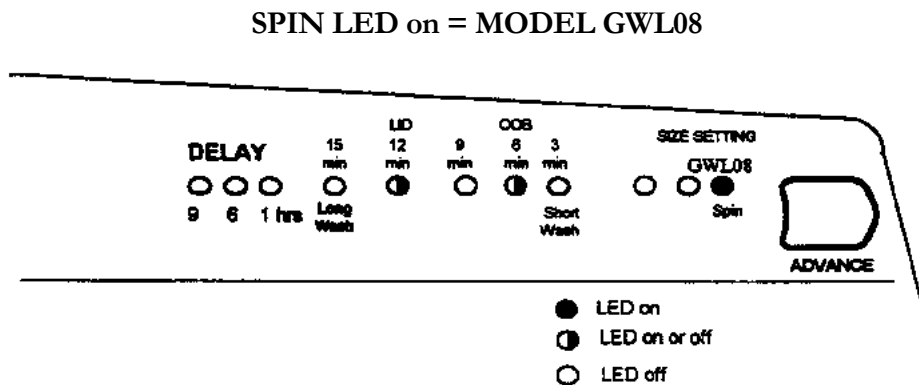 SPIN LED on = MODEL GWL08
LID OOB SIZE SETTING
DELAY 15 min 12 min 9 min 6 min 3 min GWL08
9 6 1 hrs Long Wash Short Wash Spin
ADVANCE
LED on
LED on or off
LED off